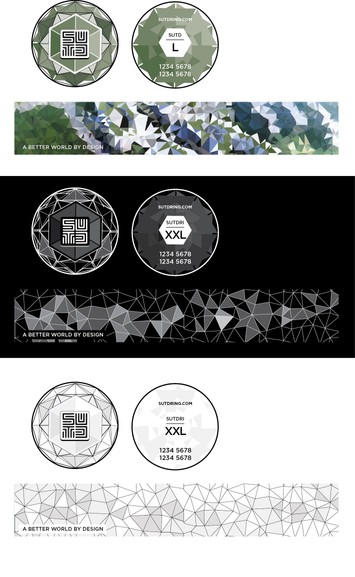 SUTDRING.COM
SUTD
L
1234 5678
1234 5678
A BETTER WORLD BY DESIGN
SUTDRING.COM
SUTDRI
XXL
1234 5678
1234 5678
A BETTER WORLD BY DESIGN
SUTDRING.COM
SUTDRI
XXL
1234 5678
1234 5678
A BETTER WORLD BY DESIGN